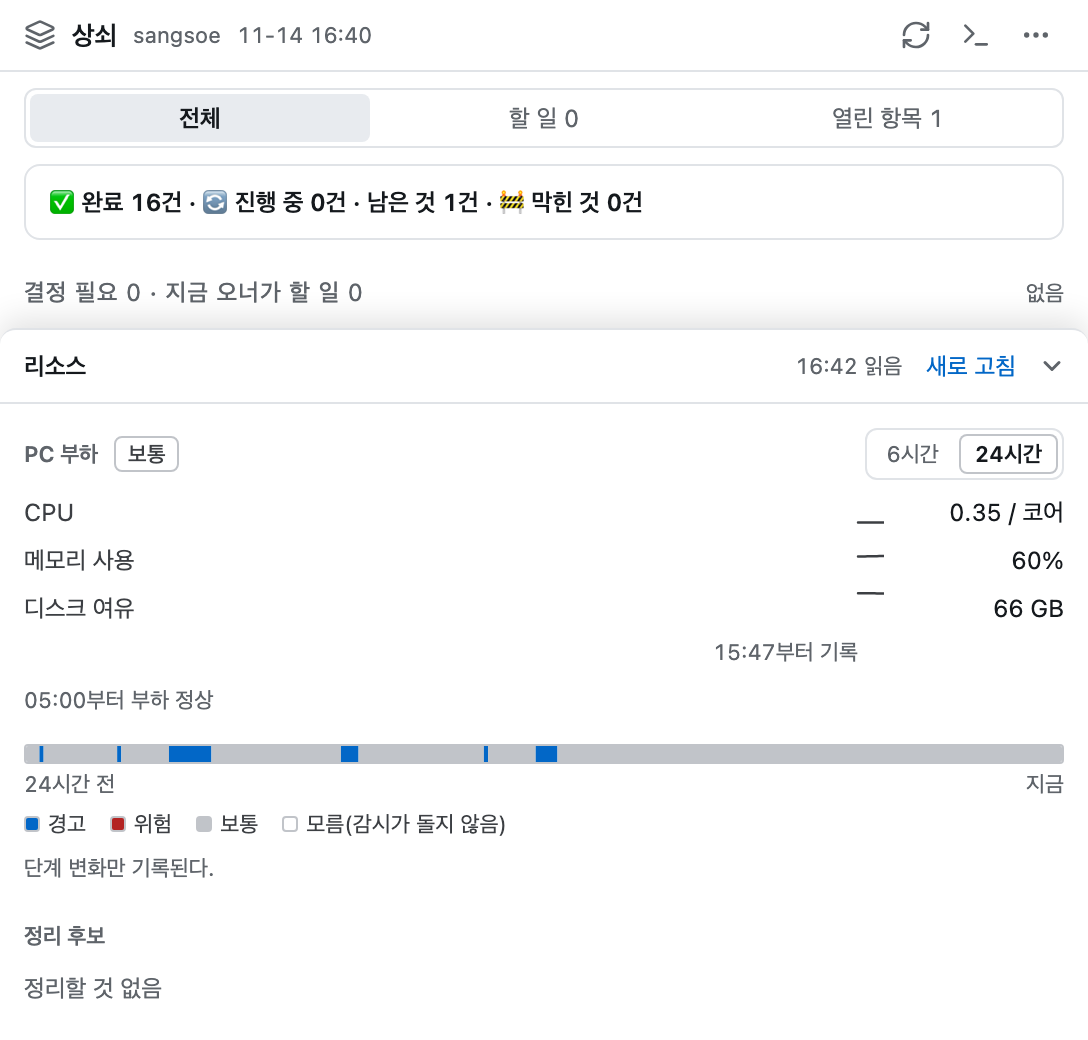 상쇠 sangsoe 11-14 16:40
전체 할 일 0 열린 항목 1
✅ 완료 16건 · 🔄 진행 중 0건 · 남은 것 1건 · 🚧 막힌 것 0건
결정 필요 0 · 지금 오너가 할 일 0 없음
리소스 16:42 읽음 새로 고침
PC 부하 보통 6시간 24시간
CPU 0.35 / 코어
메모리 사용 60%
디스크 여유 66 GB
15:47부터 기록
05:00부터 부하 정상
24시간 전 지금
경고 위험 보통 모름(감시가 돌지 않음)
단계 변화만 기록된다.
정리 후보
정리할 것 없음